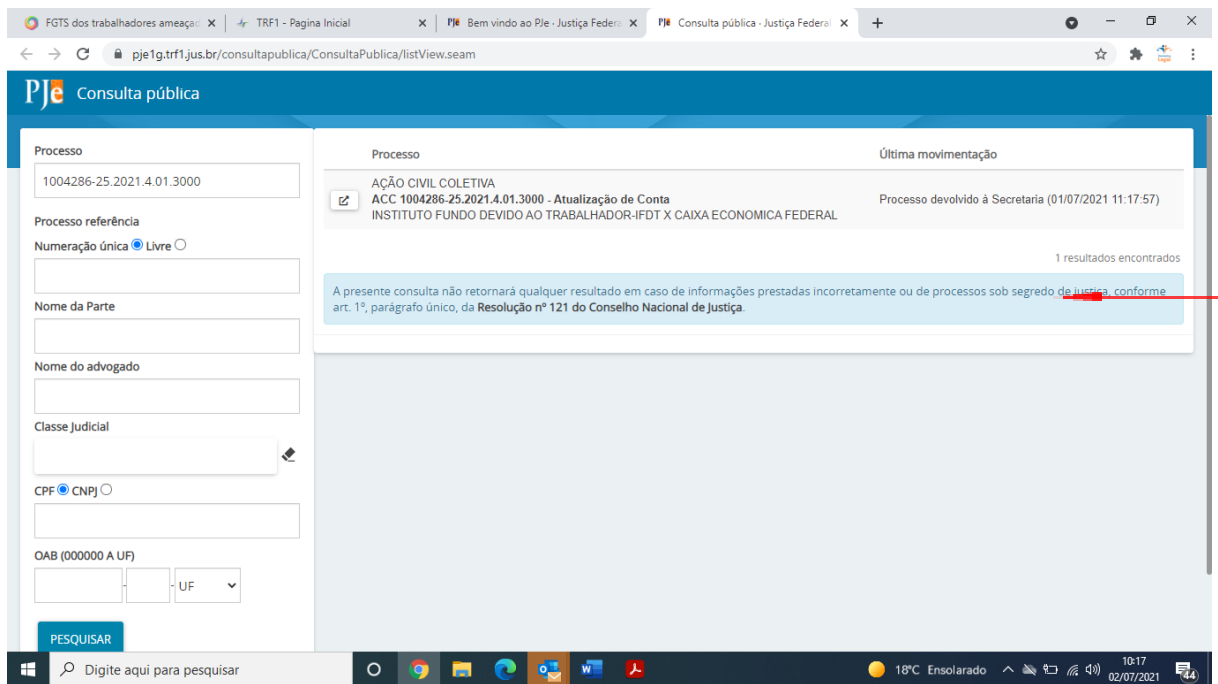 FGTS dos trabalhadores ameaçad
TRF1 - Pagina Inicial
PJe Bem vindo ao PJe - Justiça Federa
PJe Consulta pública · Justiça Federal
pje1g.trf1.jus.br/consultapublica/ConsultaPublica/listView.seam
PJe Consulta pública
Processo
1004286-25.2021.4.01.3000
Processo referência
Numeração única Livre
Nome da Parte
Nome do advogado
Classe Judicial
CPF CNPJ
OAB (000000 A UF)
- - UF
PESQUISAR
Processo Última movimentação
AÇÃO CIVIL COLETIVA
ACC 1004286-25.2021.4.01.3000 - Atualização de Conta
INSTITUTO FUNDO DEVIDO AO TRABALHADOR-IFDT X CAIXA ECONOMICA FEDERAL
Processo devolvido à Secretaria (01/07/2021 11:17:57)
1 resultados encontrados
A presente consulta não retornará qualquer resultado em caso de informações prestadas incorretamente ou de processos sob segredo de justiça, conforme
art. 1º, parágrafo único, da Resolução nº 121 do Conselho Nacional de Justiça.
Digite aqui para pesquisar
18°C Ensolarado
10:17
02/07/2021
44